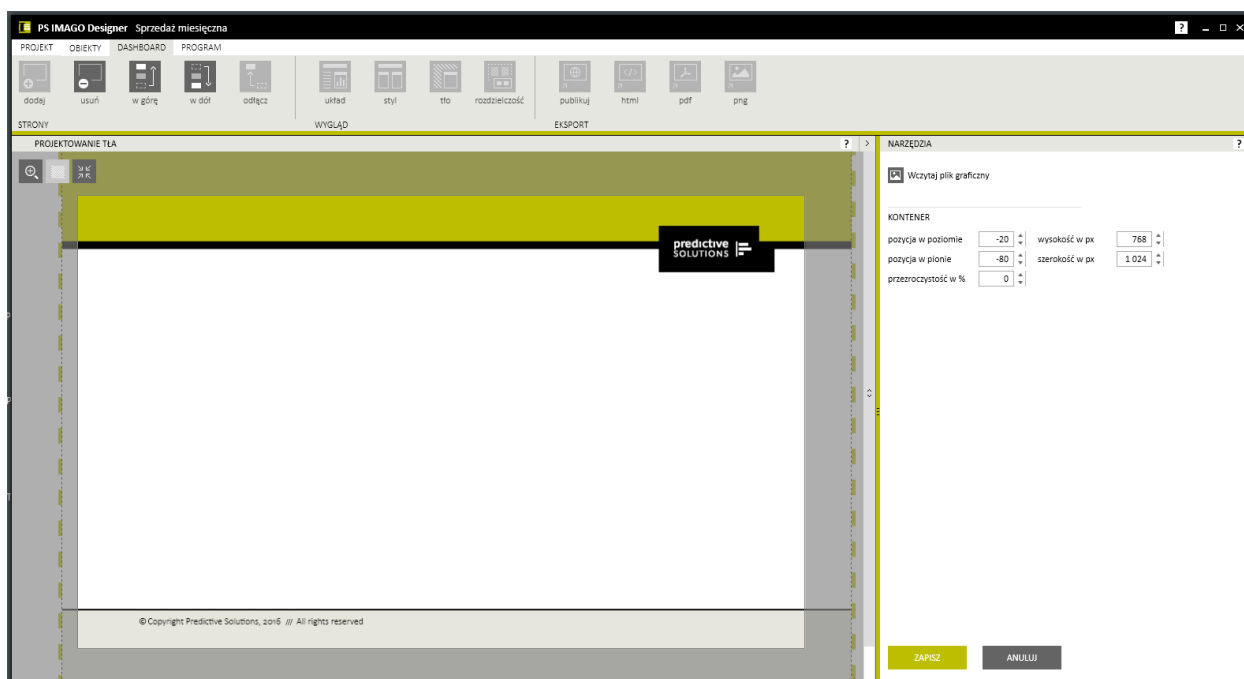 PS IMAGO Designer Sprzedaż miesięczna ?
PROJEKT OBIEKTY DASHBOARD PROGRAM
dodaj usuń w górę w dół odłącz układ styl tło rozdzielczość publikuj html pdf png
STRONY WYGLĄD EKSPORT
PROJEKTOWANIE TŁA ? > NARZĘDZIA ?
Wczytaj plik graficzny
KONTENER
pozycja w poziomie -20 wysokość w px 768
pozycja w pionie -80 szerokość w px 1 024
przezroczystość w % 0
predictive
SOLUTIONS
© Copyright Predictive Solutions, 2016 /// All rights reserved
ZAPISZ ANULUJ